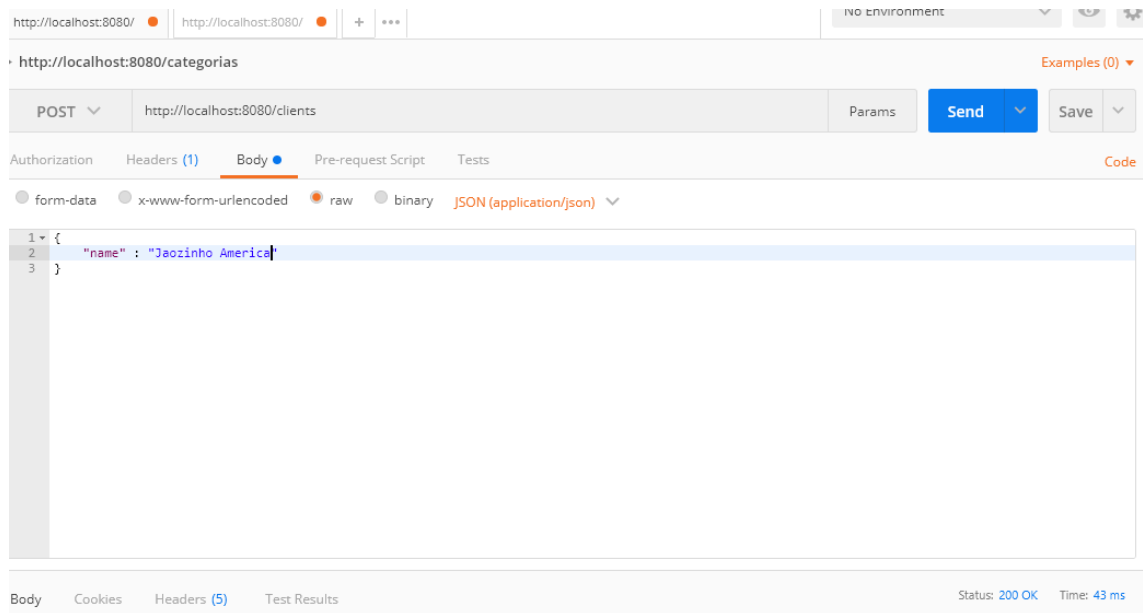 http://localhost:8080/ http://localhost:8080/ + ••• No Environment
http://localhost:8080/categorias Examples (0)
POST http://localhost:8080/clients Params Send Save
Authorization Headers (1) Body Pre-request Script Tests Code
form-data x-www-form-urlencoded raw binary JSON (application/json)
1 {
2 "name" : "Jaozinho America"
3 }
Body Cookies Headers (5) Test Results Status: 200 OK Time: 43 ms